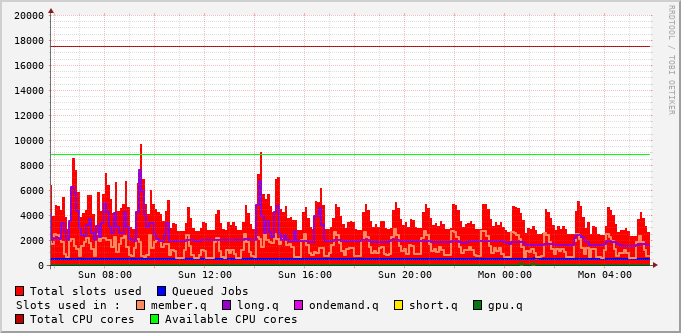 20000
18000
16000
14000
12000
10000
8000
6000
4000
2000
0
Sun 08:00 Sun 12:00 Sun 16:00 Sun 20:00 Mon 00:00 Mon 04:00
Total slots used Queued Jobs
Slots used in : member.q long.q ondemand.q short.q gpu.q
Total CPU cores Available CPU cores
RRDTOOL / TOBI OETIKER